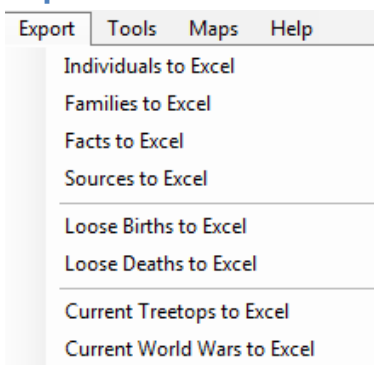 Export Tools Maps Help
Individuals to Excel
Families to Excel
Facts to Excel
Sources to Excel
Loose Births to Excel
Loose Deaths to Excel
Current Treetops to Excel
Current World Wars to Excel